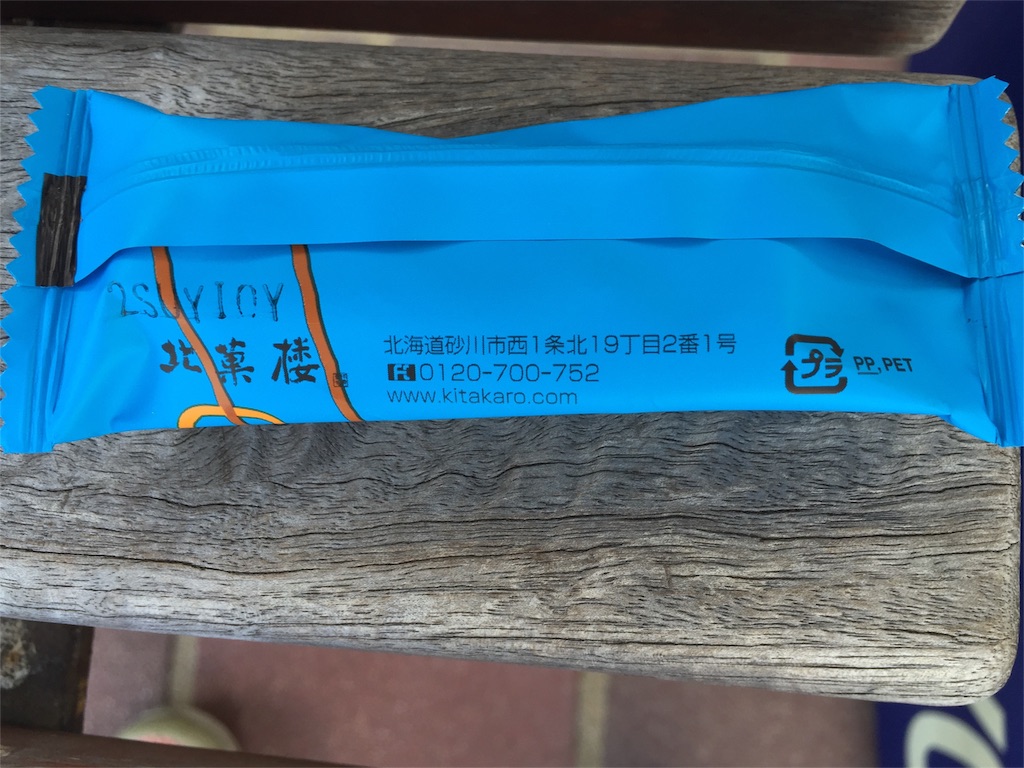 2SUY10Y
北菓楼
北海道砂川市西1条北19丁目2番1号
0120-700-752
www.kitakaro.com
プラ PP, PET